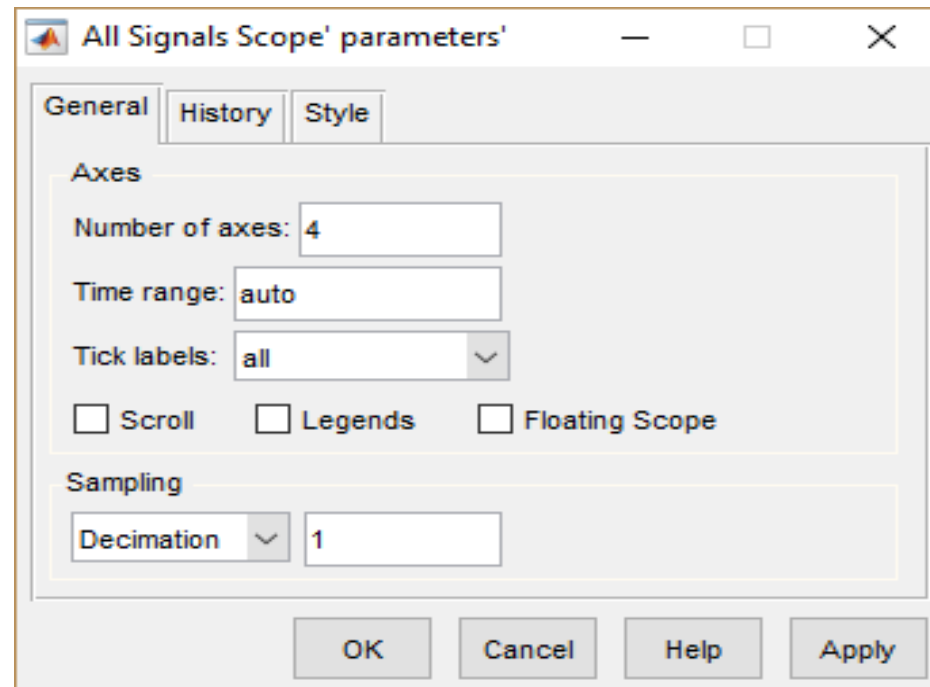 All Signals Scope' parameters'
General History Style
Axes
Number of axes: 4
Time range: auto
Tick labels: all
Scroll Legends Floating Scope
Sampling
Decimation 1
OK Cancel Help Apply